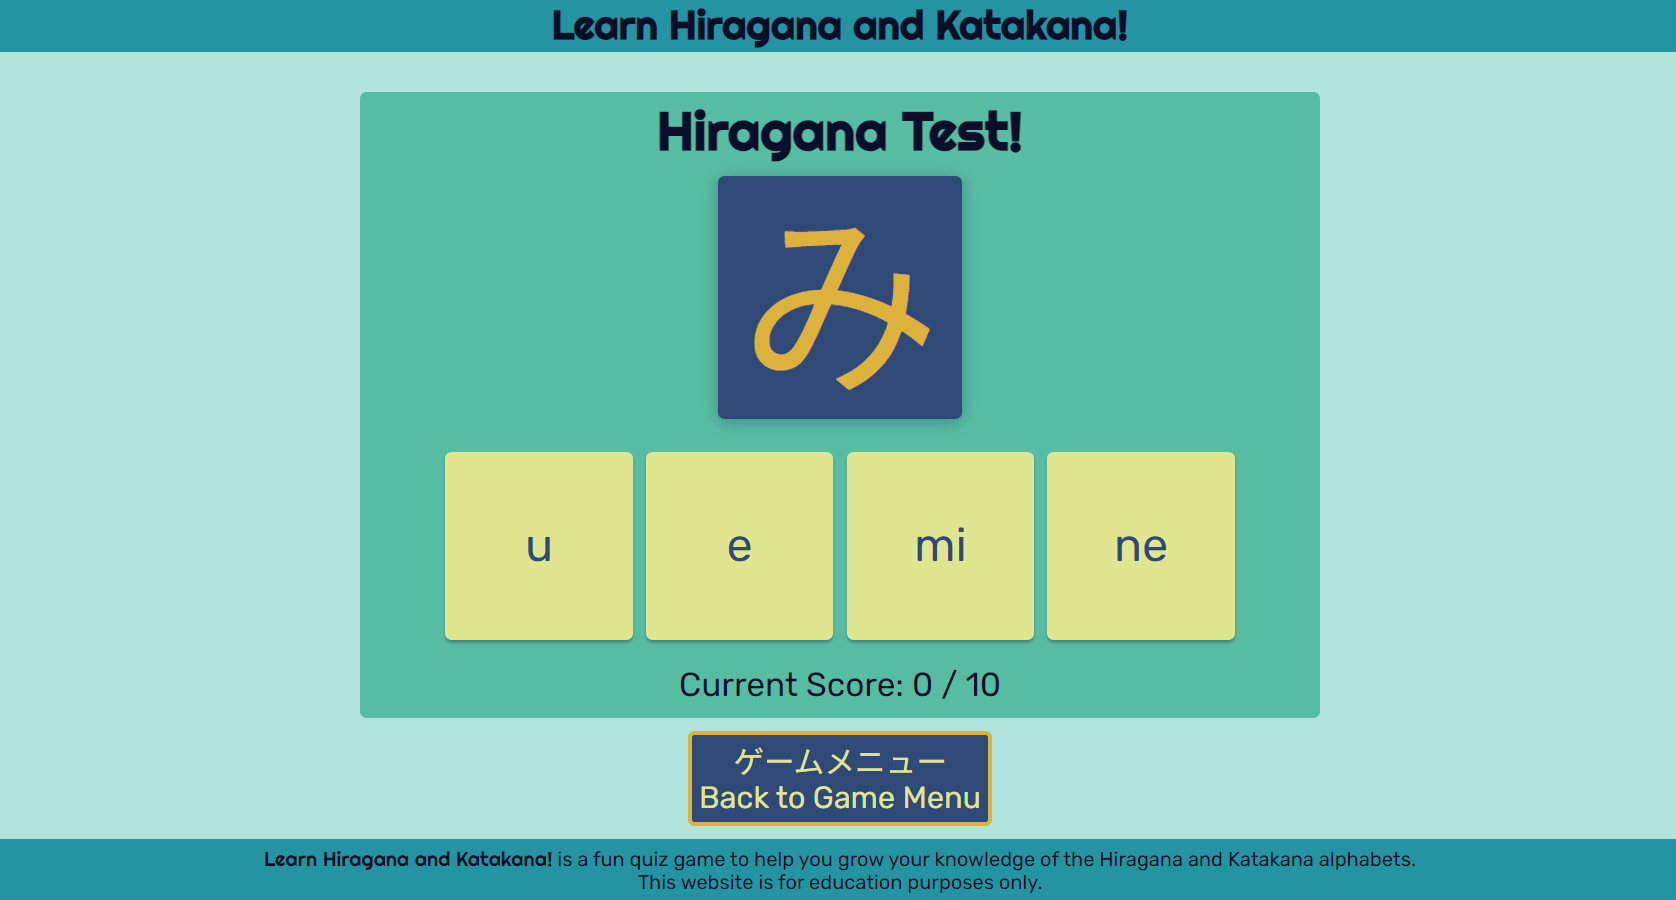 Learn Hiragana and Katakana!
Hiragana Test!
み
u
e
mi
ne
Current Score: 0 / 10
ゲームメニュー
Back to Game Menu
Learn Hiragana and Katakana! is a fun quiz game to help you grow your knowledge of the Hiragana and Katakana alphabets.
This website is for education purposes only.